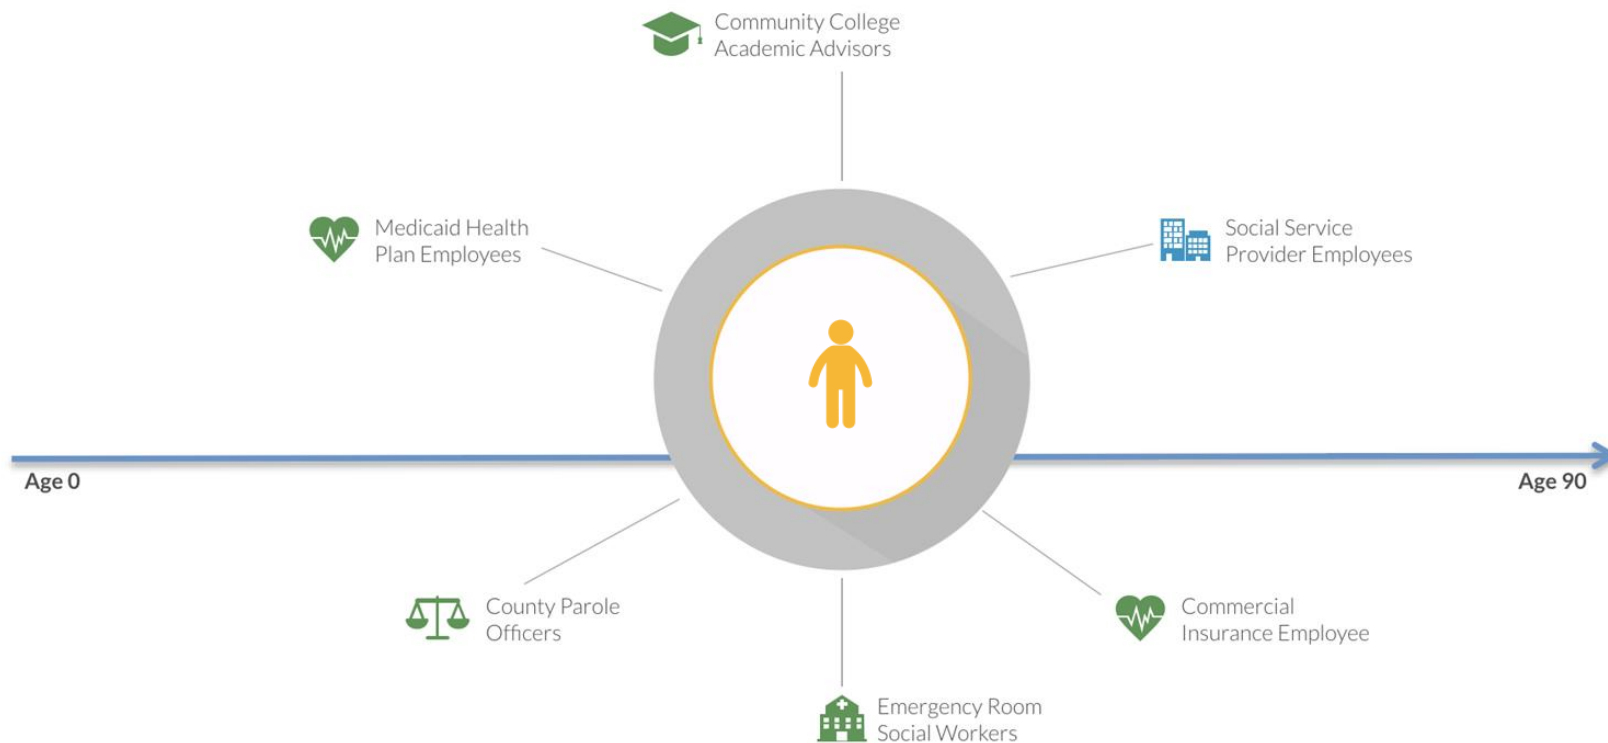 Community College
Academic Advisors
Medicaid Health
Plan Employees
Social Service
Provider Employees
Age 0
Age 90
County Parole
Officers
Commercial
Insurance Employee
Emergency Room
Social Workers